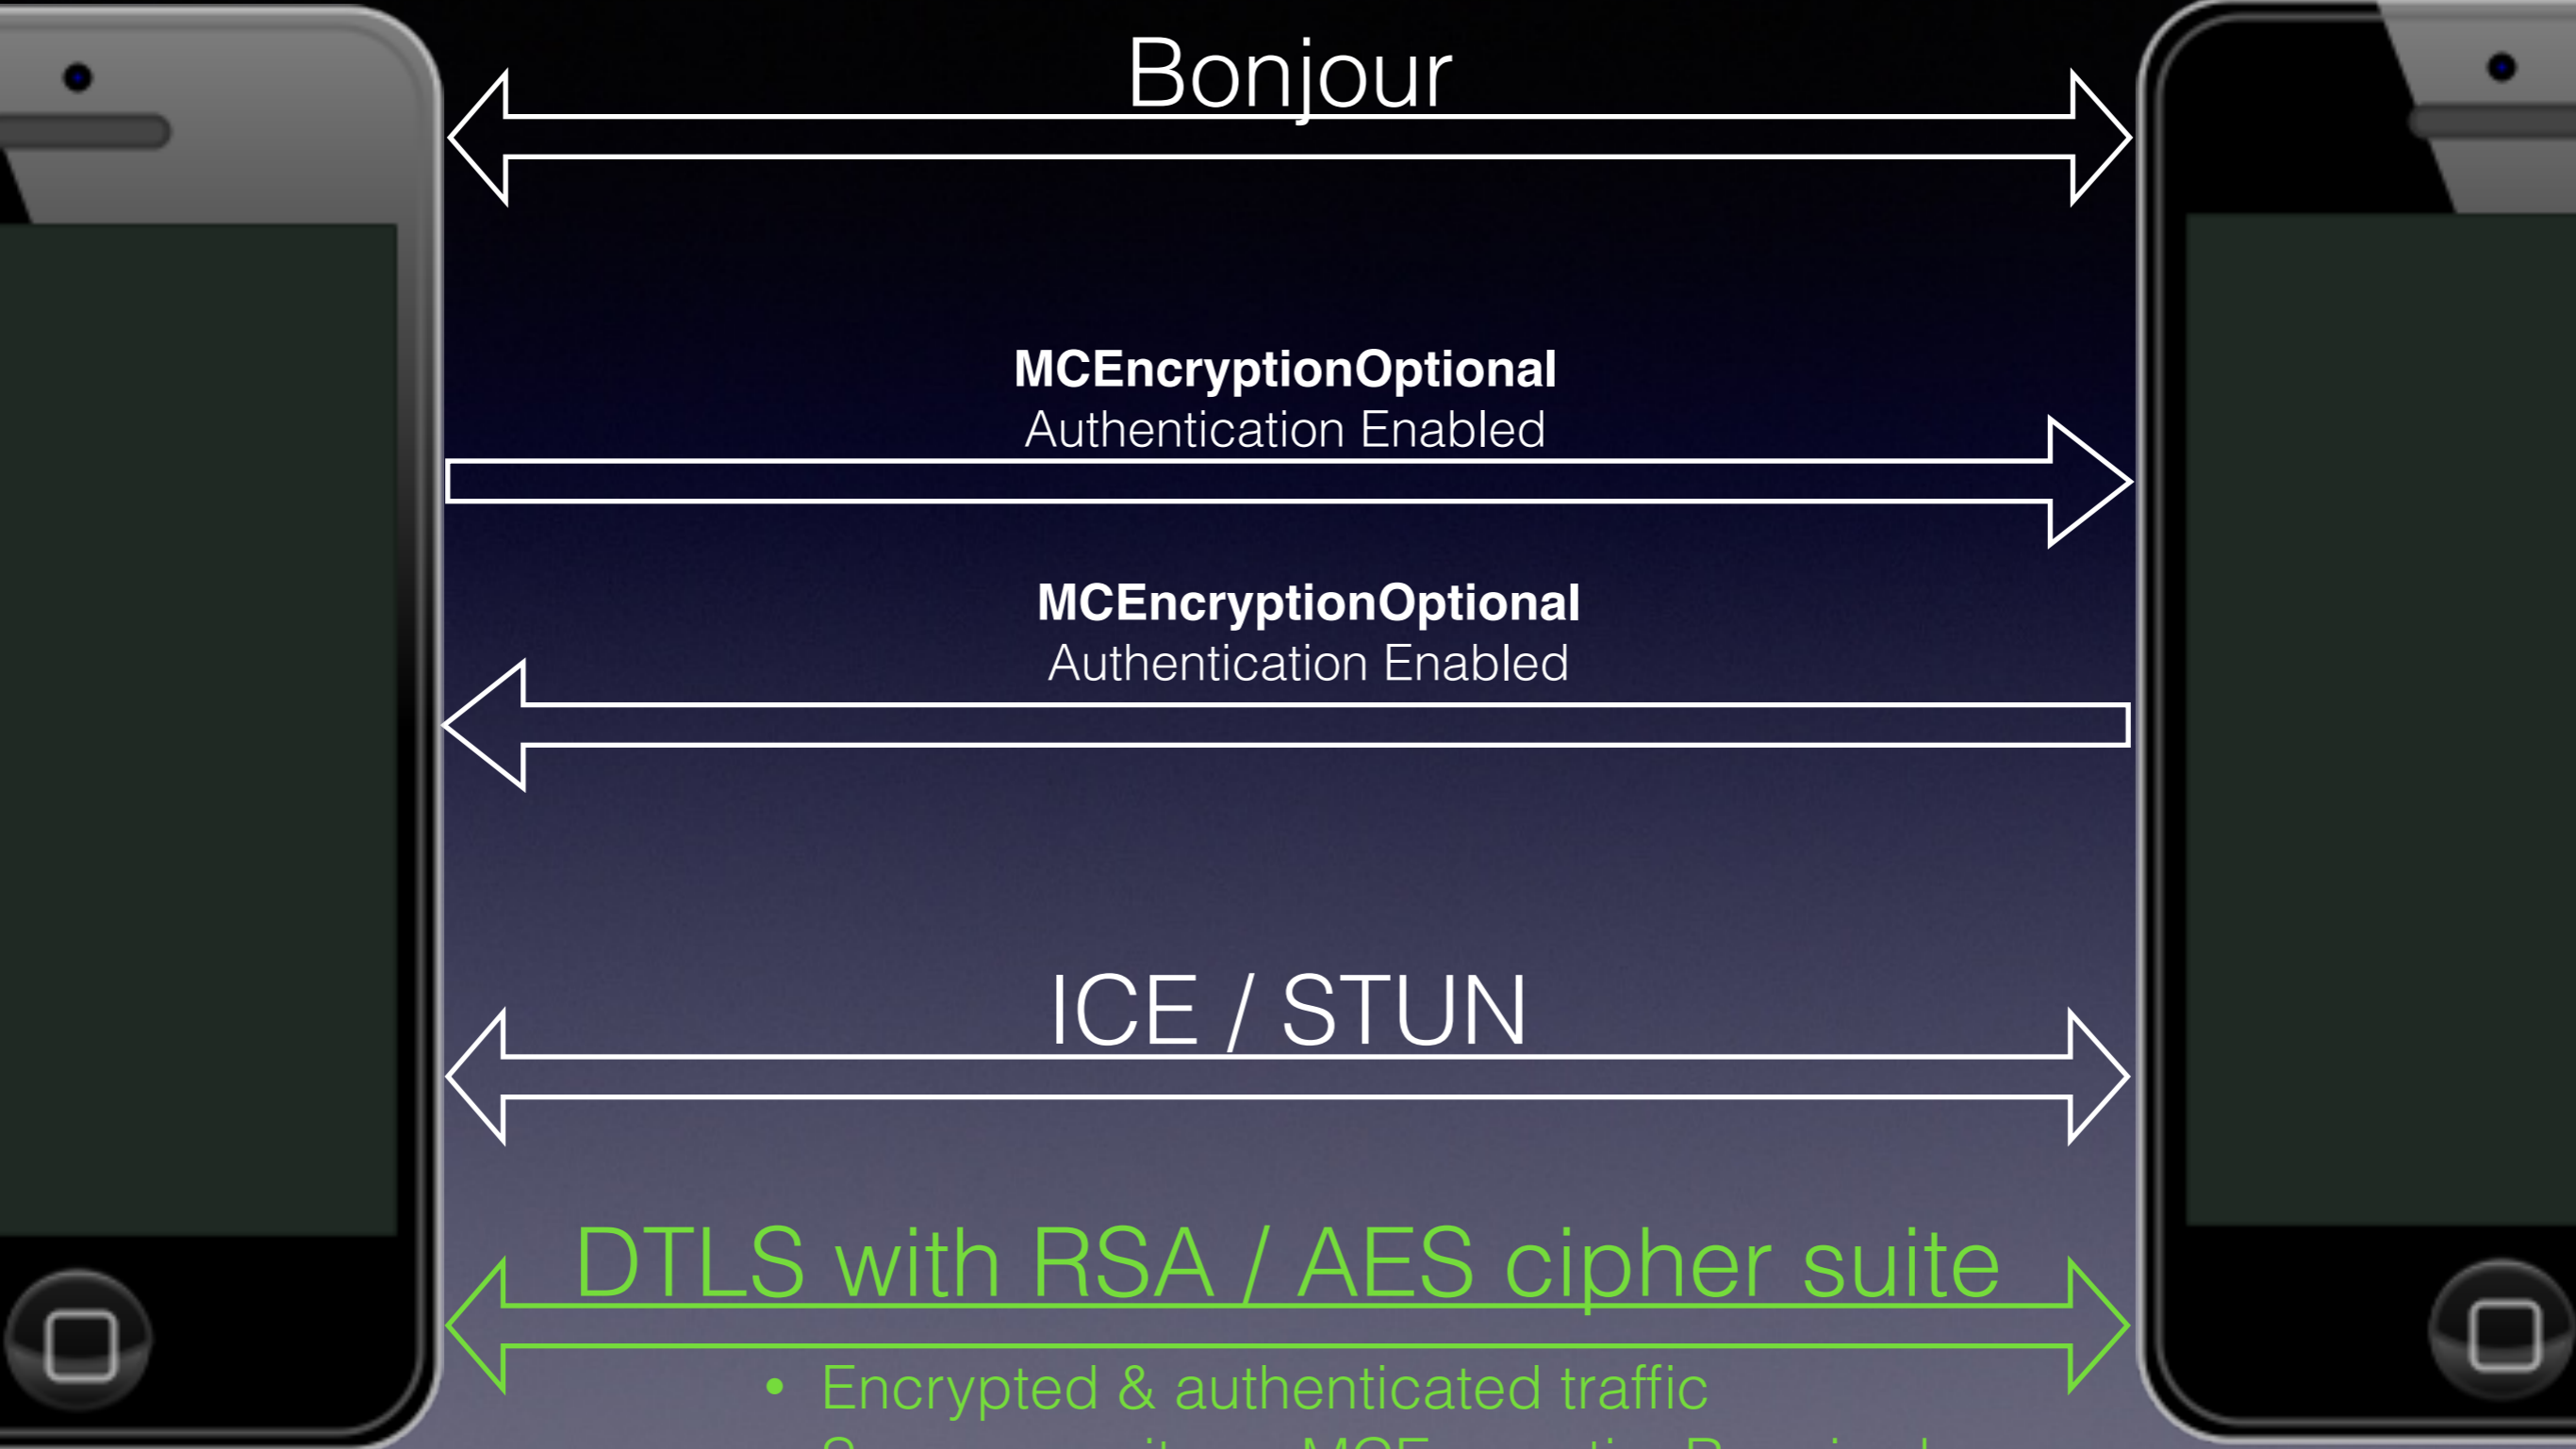 Bonjour
MCEncryptionOptional
Authentication Enabled
MCEncryptionOptional
Authentication Enabled
ICE / STUN
DTLS with RSA / AES cipher suite
• Encrypted & authenticated traffic